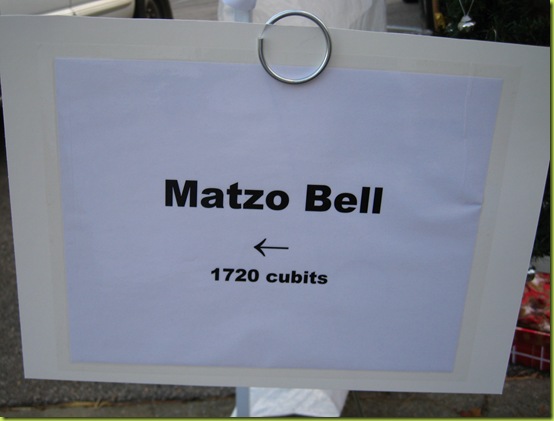 Matzo Bell
←
1720 cubits